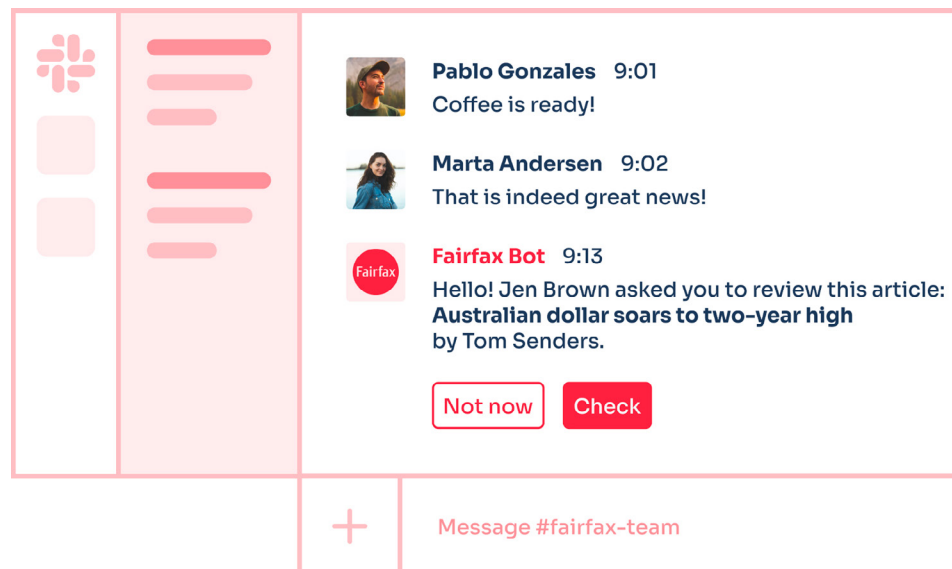 Pablo Gonzales 9:01
Coffee is ready!
Marta Andersen 9:02
That is indeed great news!
Fairfax
Fairfax Bot 9:13
Hello! Jen Brown asked you to review this article:
Australian dollar soars to two-year high
by Tom Senders.
Not now Check
Message #fairfax-team